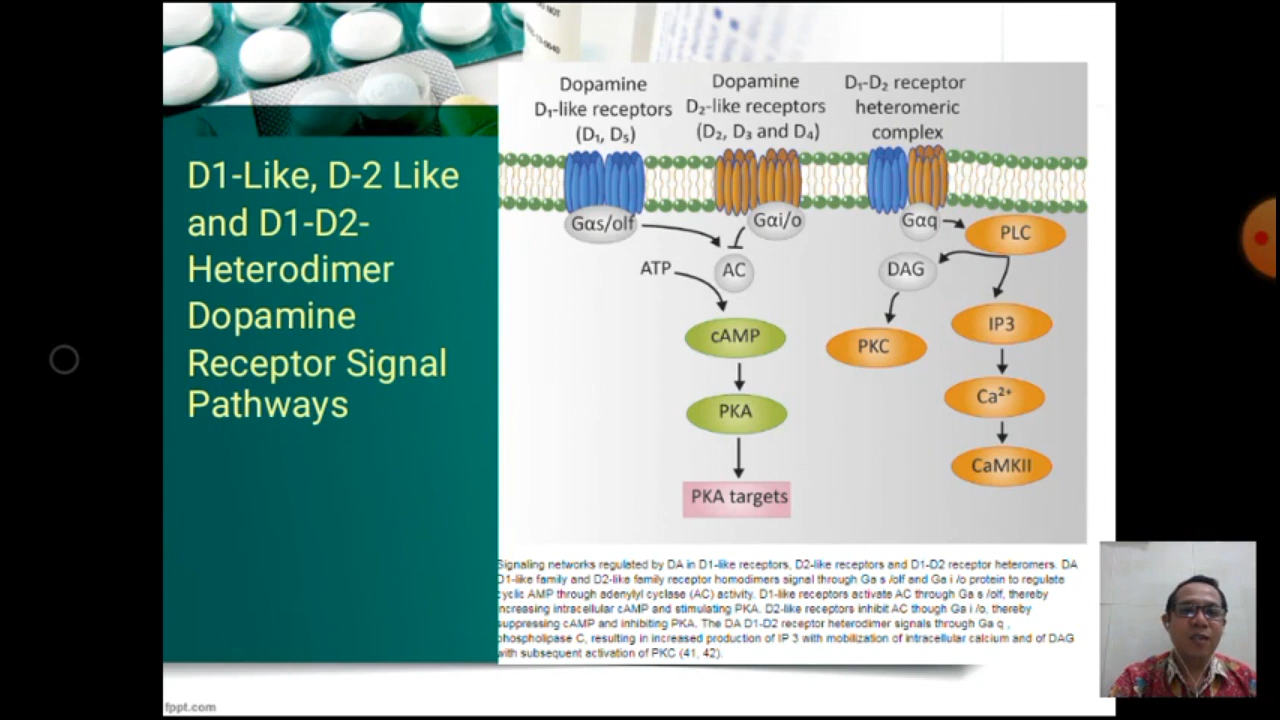 D1-Like, D-2 Like
and D1-D2-
Heterodimer
Dopamine
Receptor Signal
Pathways
Dopamine
D₁-like receptors
(D₁, D₅)
Dopamine
D₂-like receptors
(D₂, D₃ and D₄)
D₁-D₂ receptor
heteromeric
complex
Gαs/olf
Gαi/o
Gαq
PLC
ATP
AC
DAG
cAMP
PKC
IP3
PKA
Ca²⁺
CaMKII
PKA targets
Signaling networks regulated by DA in D1-like receptors, D2-like receptors and D1-D2 receptor heteromers. DA
D1-like family and D2-like family receptor homodimers signal through Ga s /olf and Ga i /o protein to regulate
cyclic AMP through adenylyl cyclase (AC) activity. D1-like receptors activate AC through Ga s /olf, thereby
increasing intracellular cAMP and stimulating PKA. D2-like receptors inhibit AC though Ga i /o, thereby
suppressing cAMP and inhibiting PKA. The DA D1-D2 receptor heterodimer signals through Ga q ,
phospholipase C, resulting in increased production of IP 3 with mobilization of intracellular calcium and of DAG
with subsequent activation of PKC (41, 42).
fppt.com